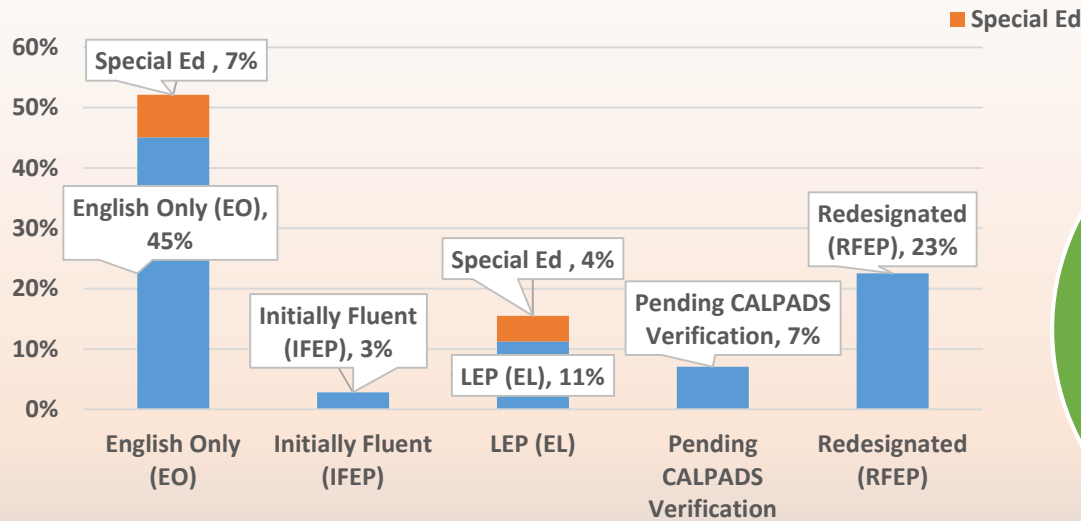 Special Ed
60%
50%
40%
30%
20%
10%
0%
Special Ed , 7%
English Only (EO),
45%
Initially Fluent
(IFEP), 3%
Special Ed , 4%
LEP (EL), 11%
Pending CALPADS
Verification, 7%
Redesignated
(RFEP), 23%
English Only
(EO)
Initially Fluent
(IFEP)
LEP (EL)
Pending
CALPADS
Verification
Redesignated
(RFEP)